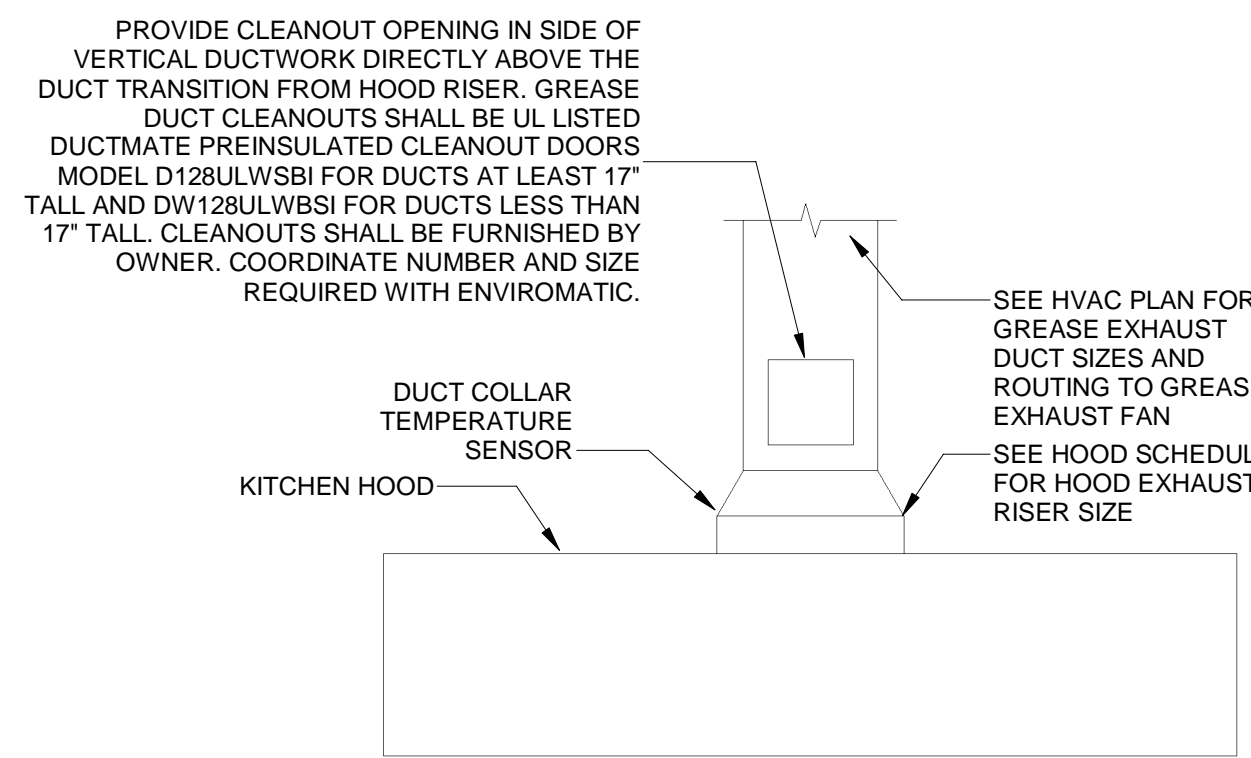 PROVIDE CLEANOUT OPENING IN SIDE OF
VERTICAL DUCTWORK DIRECTLY ABOVE THE
DUCT TRANSITION FROM HOOD RISER. GREASE
DUCT CLEANOUTS SHALL BE UL LISTED
DUCTMATE PREINSULATED CLEANOUT DOORS
MODEL D128ULWSBI FOR DUCTS AT LEAST 17"
TALL AND DW128ULWBSI FOR DUCTS LESS THAN
17" TALL. CLEANOUTS SHALL BE FURNISHED BY
OWNER. COORDINATE NUMBER AND SIZE
REQUIRED WITH ENVIROMATIC.
SEE HVAC PLAN FOR
GREASE EXHAUST
DUCT SIZES AND
ROUTING TO GREAS
EXHAUST FAN
DUCT COLLAR
TEMPERATURE
SENSOR
SEE HOOD SCHEDUL
FOR HOOD EXHAUST
RISER SIZE
KITCHEN HOOD